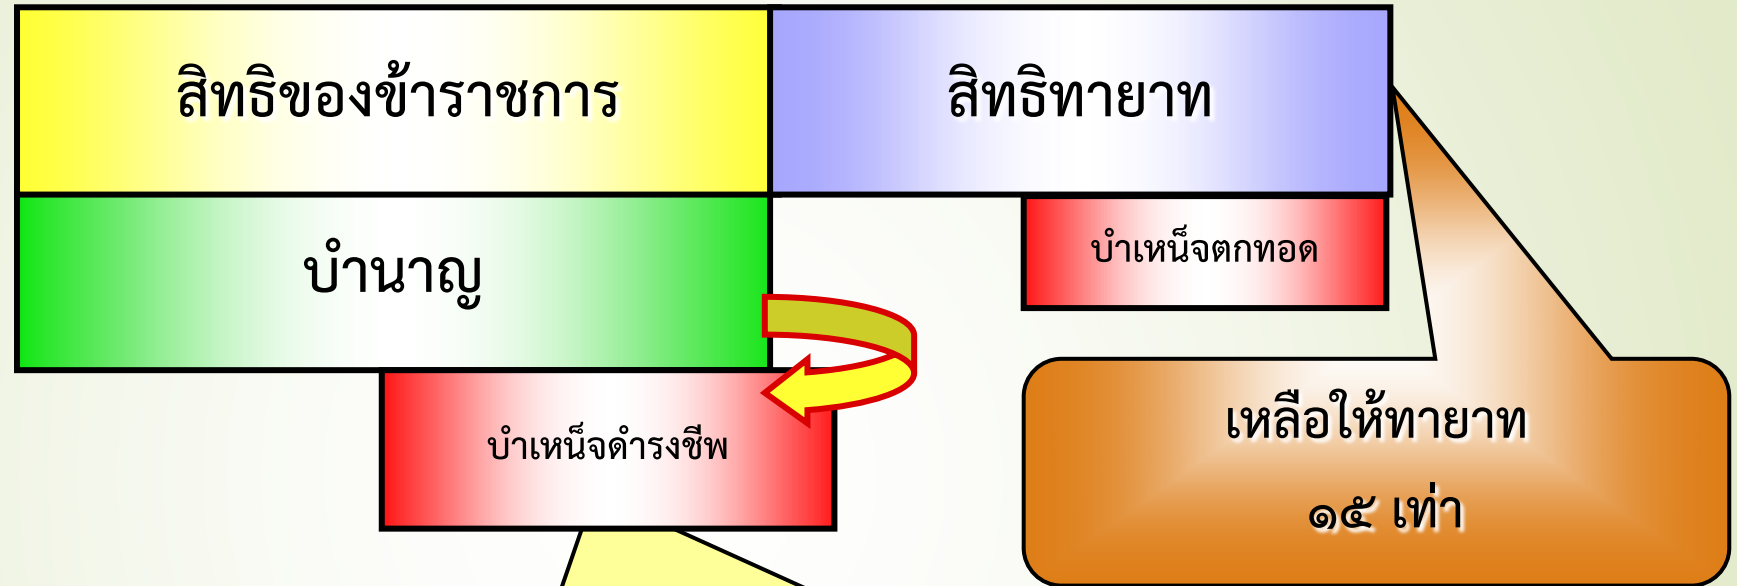 สิทธิของข้าราชการ
สิทธิทายาท
บำนาญ
บำเหน็จตกทอด
บำเหน็จดำรงชีพ
เหลือให้ทายาท
๑๕ เท่า